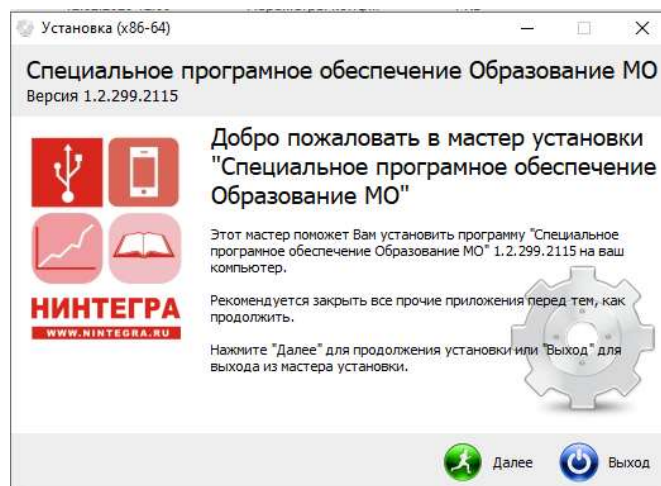 Установка (x86-64)
Специальное програмное обеспечение Образование МО
Версия 1.2.299.2115
Добро пожаловать в мастер установки
"Специальное програмное обеспечение
Образование МО"
Этот мастер поможет Вам установить программу "Специальное
програмное обеспечение Образование МО" 1.2.299.2115 на ваш
компьютер.
Рекомендуется закрыть все прочие приложения перед тем, как
продолжить.
Нажмите "Далее" для продолжения установки или "Выход" для
выхода из мастера установки.
НИНТЕГРА
WWW.NINTEGRA.RU
Далее
Выход